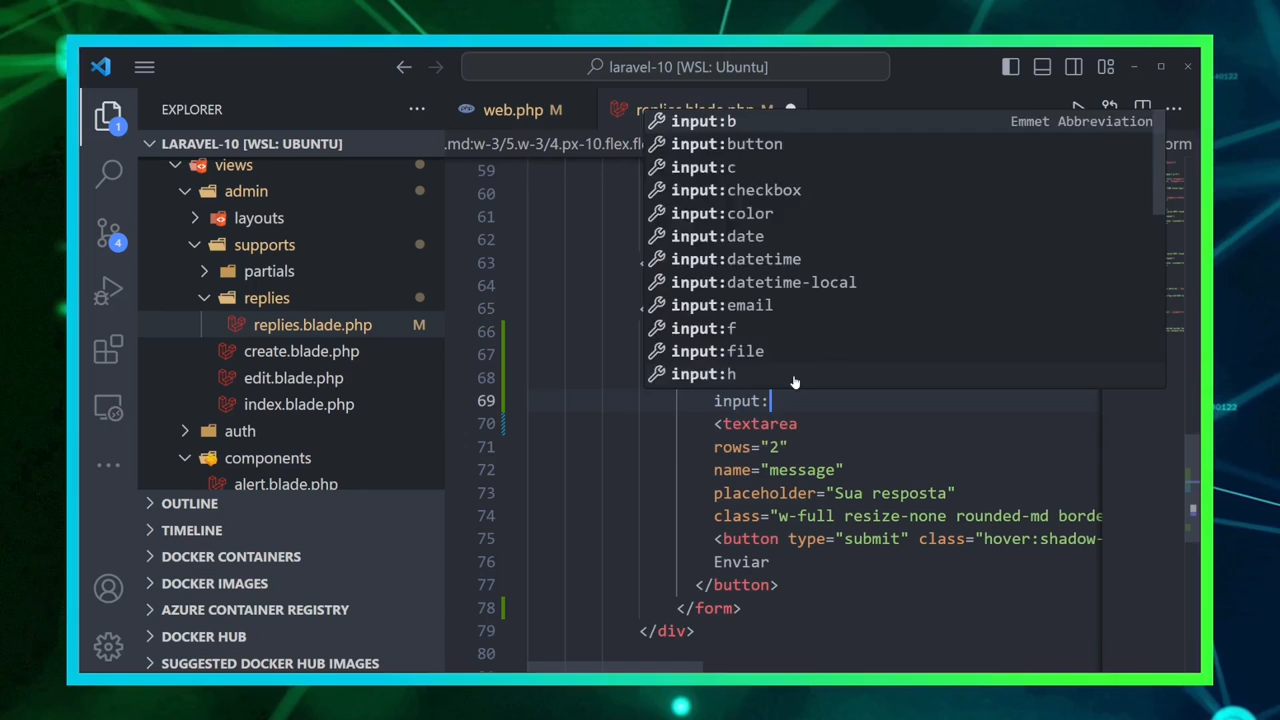 laravel-10 [WSL: Ubuntu]
EXPLORER
1
4
LARAVEL-10 [WSL: UBUNTU]
views
admin
layouts
supports
partials
replies
replies.blade.php M
create.blade.php
edit.blade.php
index.blade.php
auth
components
alert.blade.php
OUTLINE
TIMELINE
DOCKER CONTAINERS
DOCKER IMAGES
AZURE CONTAINER REGISTRY
DOCKER HUB
SUGGESTED DOCKER HUB IMAGES
web.php M
replies.blade.php M
.md:w-3/5.w-3/4.px-10.flex.fl
orm
input:b Emmet Abbreviation
input:button
input:c
input:checkbox
input:color
input:date
input:datetime
input:datetime-local
input:email
input:f
input:file
input:h
59
60
61
62
63 <
64
65 <
66
67
68
69 input:
70 <textarea
71 rows="2"
72 name="message"
73 placeholder="Sua resposta"
74 class="w-full resize-none rounded-md borde
75 <button type="submit" class="hover:shadow-
76 Enviar
77 </button>
78 </form>
79 </div>
80